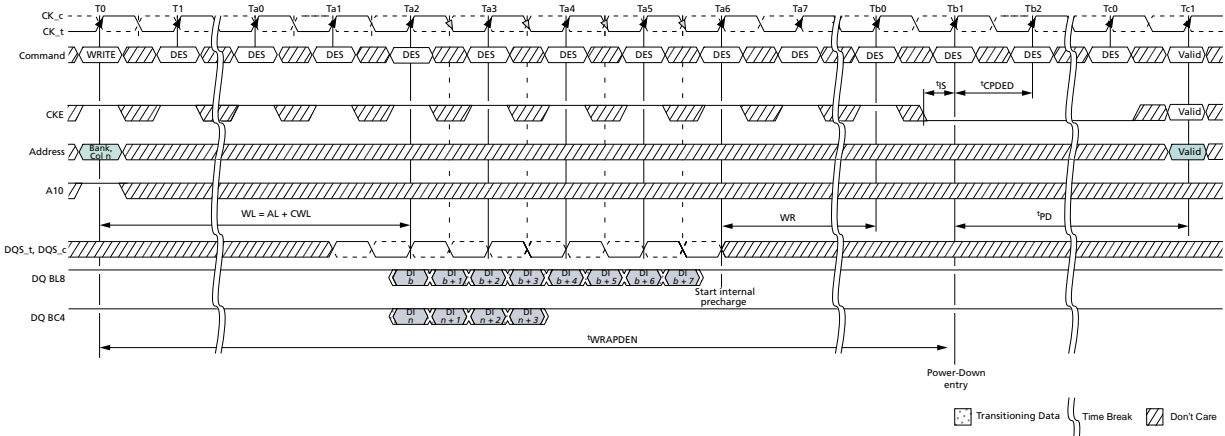 T0 T1 Ta0 Ta1 Ta2 Ta3 Ta4 Ta5 Ta6 Ta7 Tb0 Tb1 Tb2 Tc0 Tc1
CK_c
CK_t
Command WRITE DES DES DES DES DES DES DES DES DES DES DES DES DES Valid
tIS tCPDED
CKE Valid
Address Bank, Col n Valid
A10
WL = AL + CWL WR tPD
DQS_t, DQS_c
DQ BL8 DI b DI b + 1 DI b + 2 DI b + 3 DI b + 4 DI b + 5 DI b + 6 DI b + 7
Start internal
precharge
DQ BC4 DI n DI n + 1 DI n + 2 DI n + 3
tWRAPDEN
Power-Down
entry
Transitioning Data Time Break Don't Care